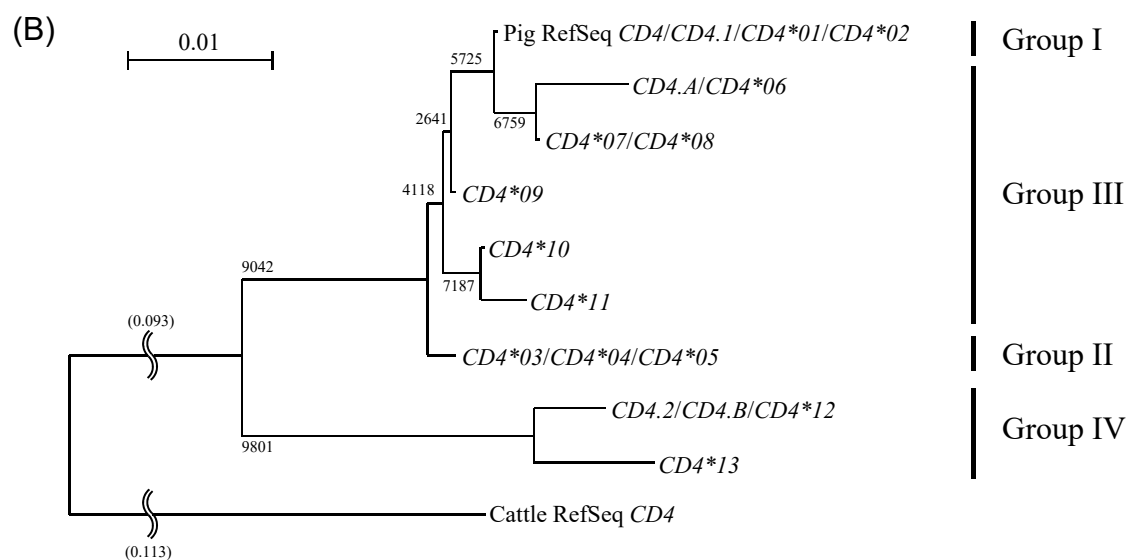 (B)
0.01
Pig RefSeq CD4/CD4.1/CD4*01/CD4*02
Group I
5725
CD4.A/CD4*06
6759
2641
CD4*07/CD4*08
4118
CD4*09
Group III
CD4*10
9042
7187
CD4*11
(0.093)
CD4*03/CD4*04/CD4*05
Group II
CD4.2/CD4.B/CD4*12
Group IV
9801
CD4*13
Cattle RefSeq CD4
(0.113)